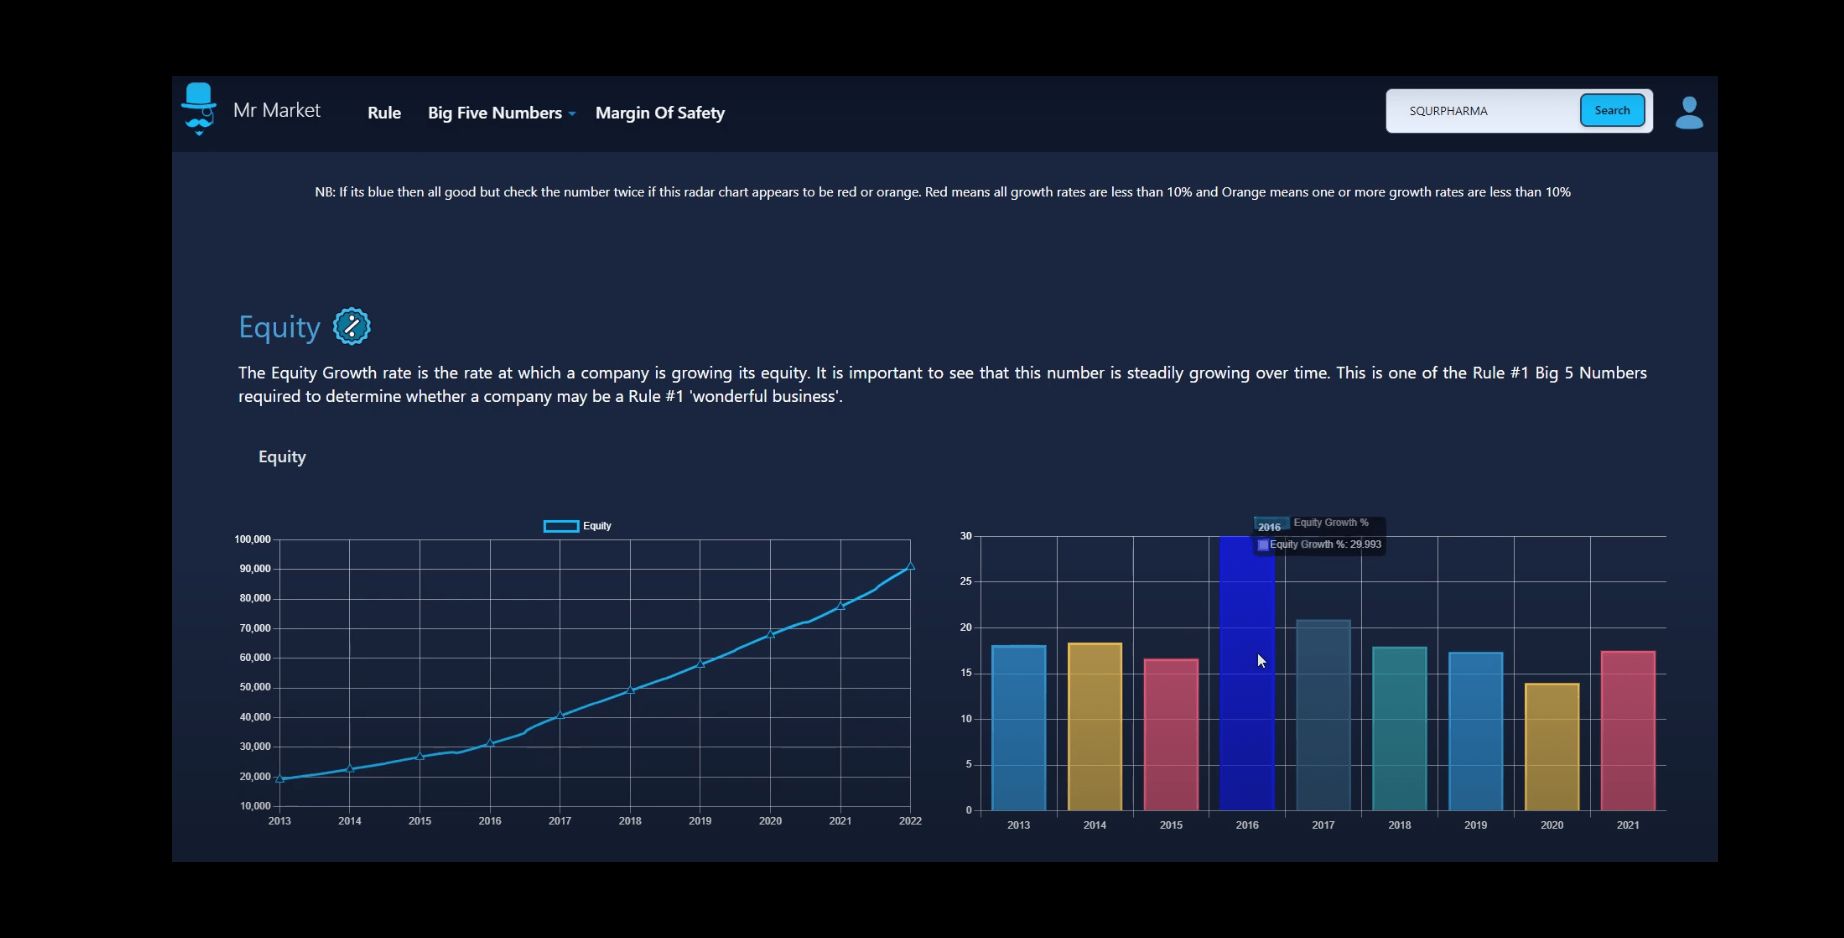 Mr Market
Rule
Big Five Numbers
Margin Of Safety
SQURPHARMA
Search
NB: If its blue then all good but check the number twice if this radar chart appears to be red or orange. Red means all growth rates are less than 10% and Orange means one or more growth rates are less than 10%
Equity
The Equity Growth rate is the rate at which a company is growing its equity. It is important to see that this number is steadily growing over time. This is one of the Rule #1 Big 5 Numbers
required to determine whether a company may be a Rule #1 'wonderful business'.
Equity
Equity
100,000
90,000
80,000
70,000
60,000
50,000
40,000
30,000
20,000
10,000
2013 2014 2015 2016 2017 2018 2019 2020 2021 2022
Equity Growth %
2016
Equity Growth %: 29.993
30
25
20
15
10
5
0
2013 2014 2015 2016 2017 2018 2019 2020 2021